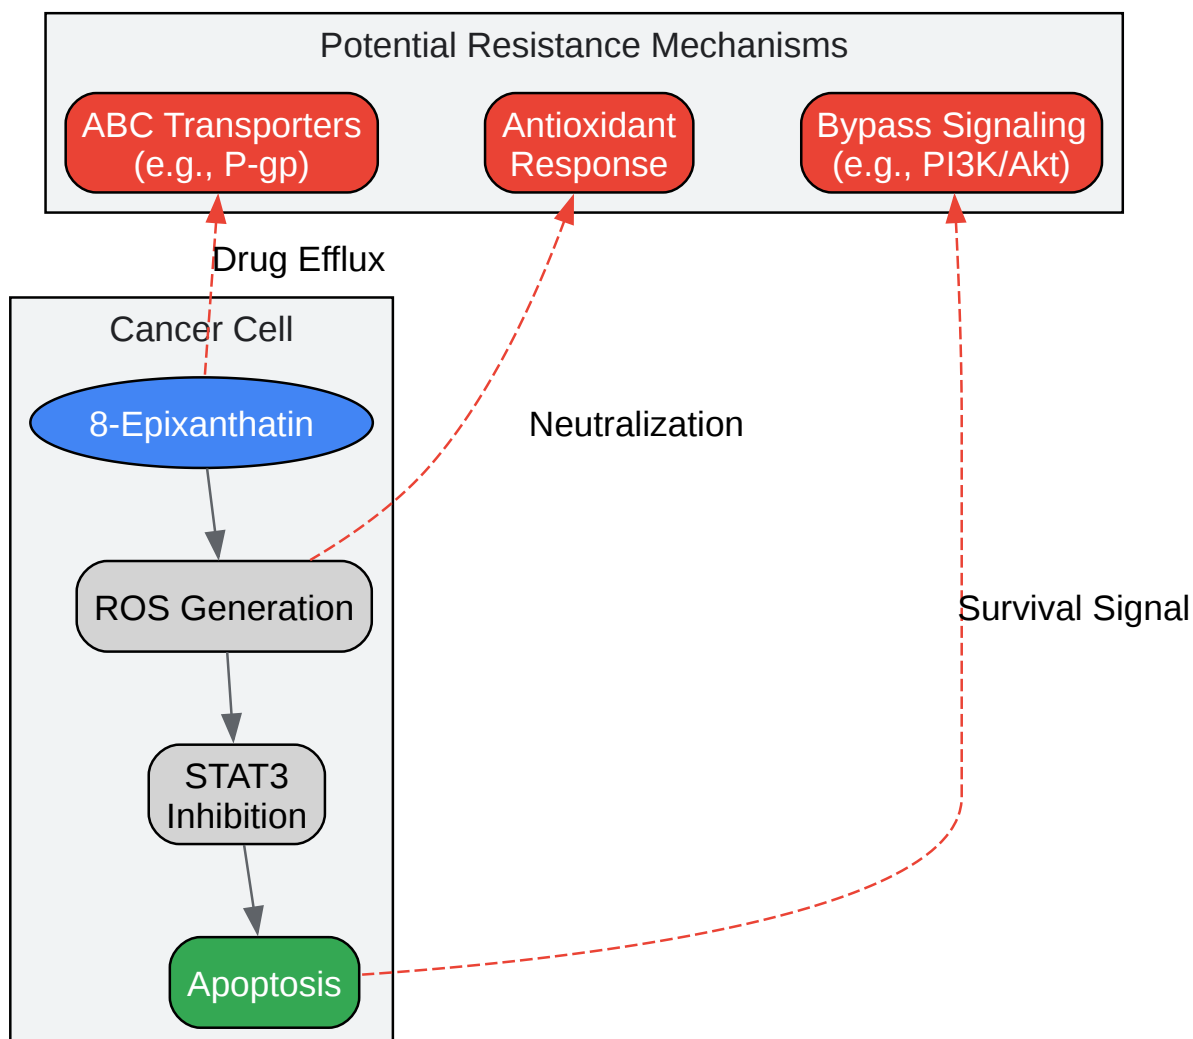 Potential Resistance Mechanisms
ABC Transporters
(e.g., P-gp)
Antioxidant
Response
Bypass Signaling
(e.g., PI3K/Akt)
Drug Efflux
Cancer Cell
8-Epixanthatin
Neutralization
ROS Generation
Survival Signal
STAT3
Inhibition
Apoptosis